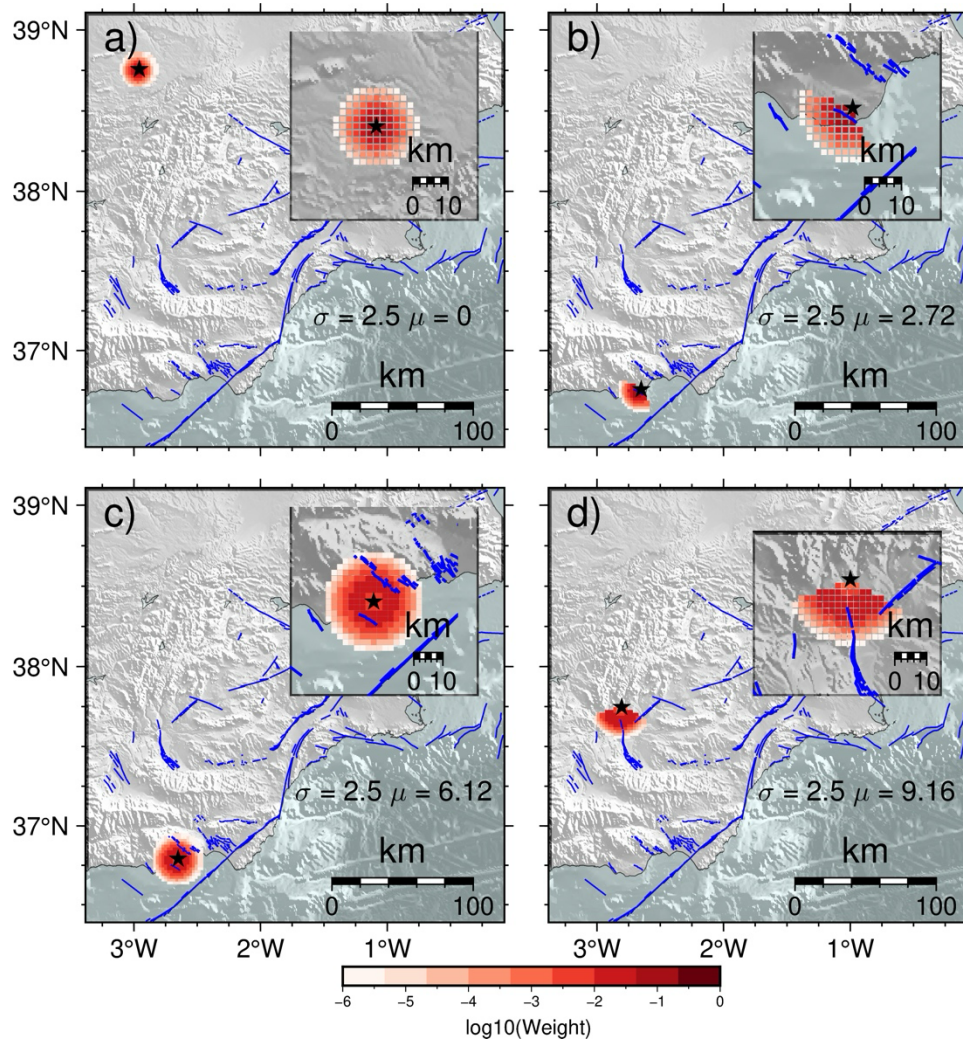 39°N
a)
km
0 10
38°N
σ = 2.5 μ = 0
37°N
km
0 100
b)
km
0 10
σ = 2.5 μ = 2.72
km
0 100
39°N
c)
km
0 10
38°N
σ = 2.5 μ = 6.12
37°N
km
0 100
3°W 2°W 1°W
d)
km
0 10
σ = 2.5 μ = 9.16
km
0 100
3°W 2°W 1°W
−6 −5 −4 −3 −2 −1 0
log10(Weight)